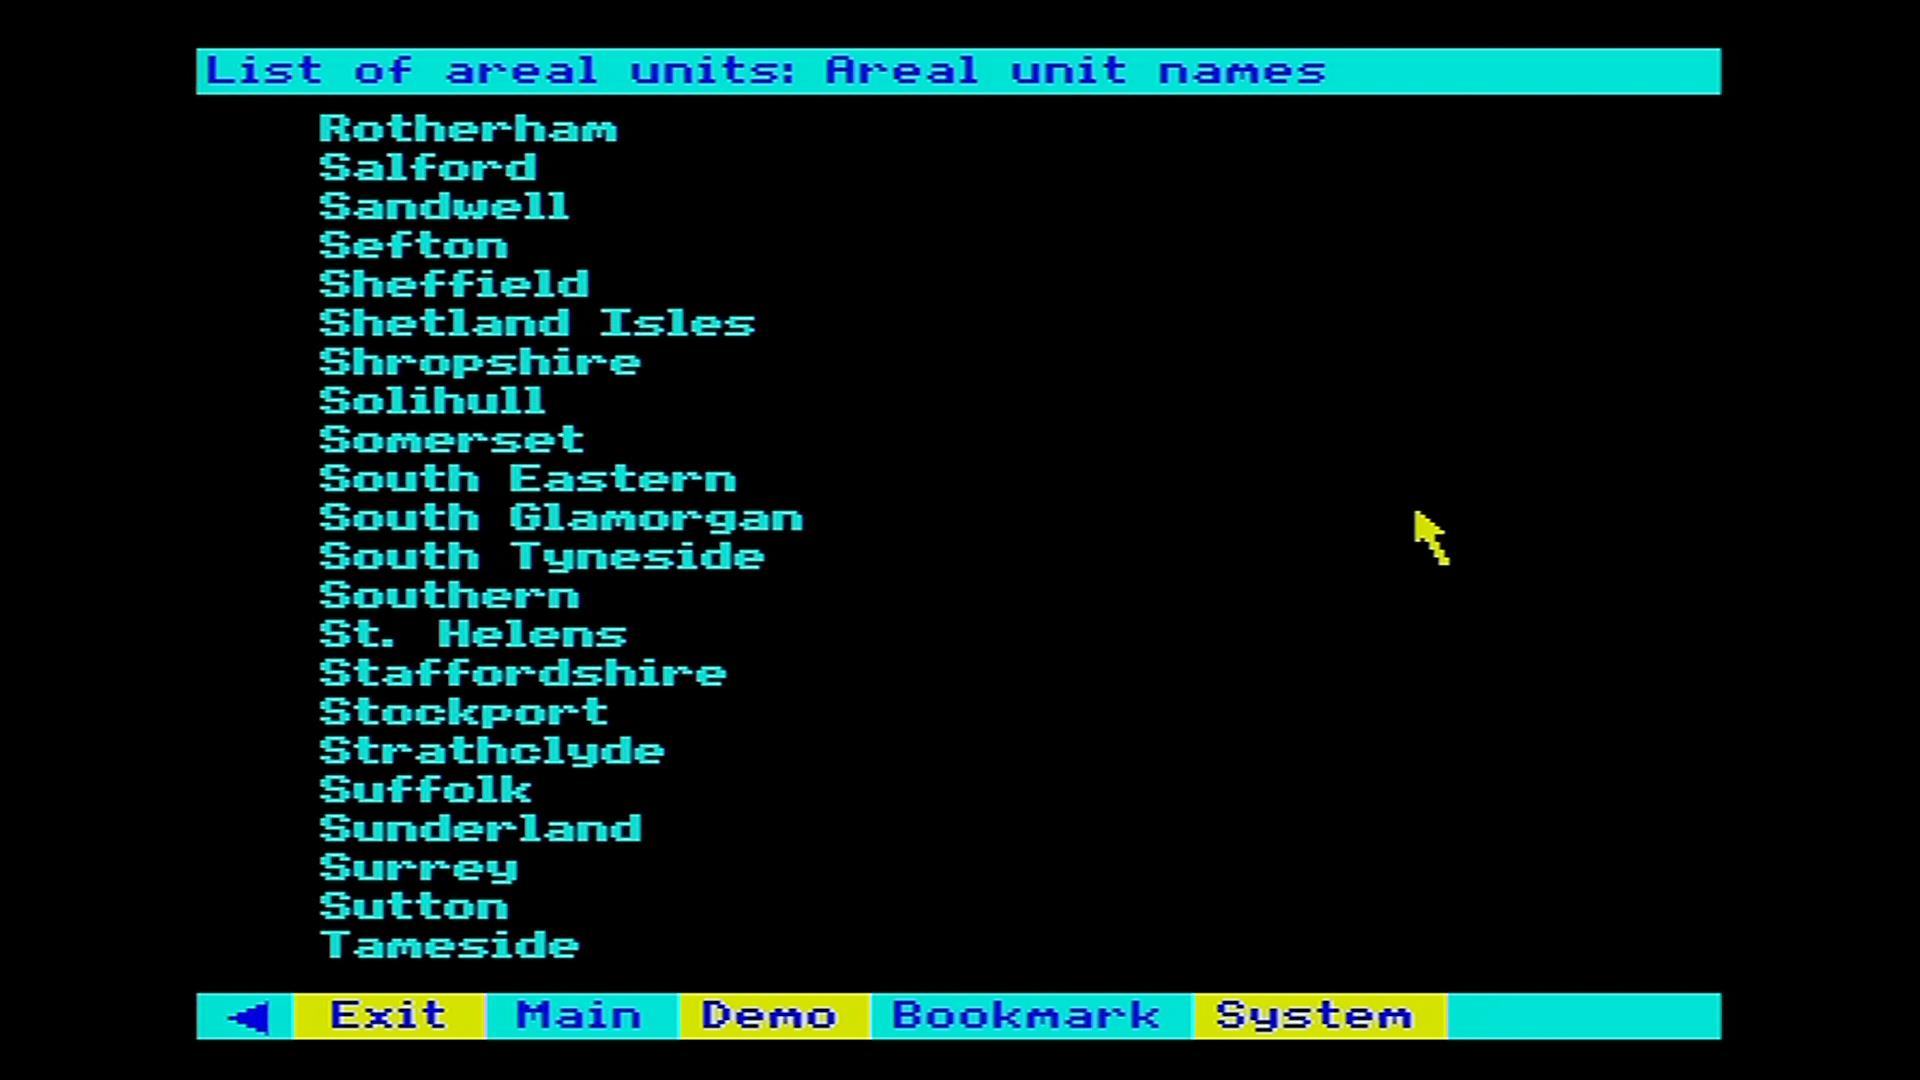 List of areal units: Areal unit names
Rotherham
Salford
Sandwell
Sefton
Sheffield
Shetland Isles
Shropshire
Solihull
Somerset
South Eastern
South Glamorgan
South Tyneside
Southern
St. Helens
Staffordshire
Stockport
Strathclyde
Suffolk
Sunderland
Surrey
Sutton
Tameside
Exit Main Demo Bookmark System